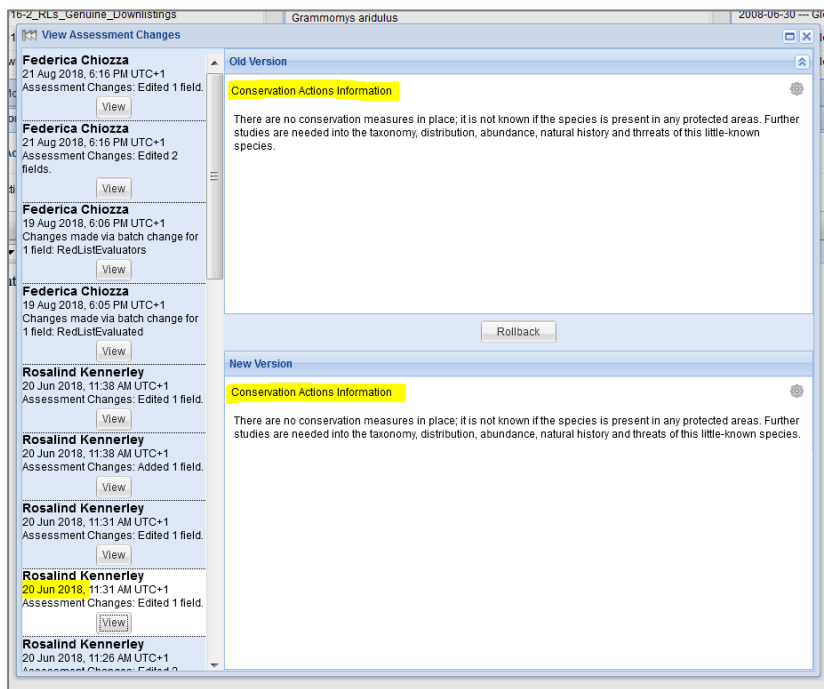 16-2_RLs_Genuine_Downlistings
Grammomys aridulus
2008-06-30 --- Gl
View Assessment Changes
Federica Chiozza
21 Aug 2018, 6:16 PM UTC+1
Assessment Changes: Edited 1 field.
View
Federica Chiozza
21 Aug 2018, 6:16 PM UTC+1
Assessment Changes: Edited 2
fields.
View
Federica Chiozza
19 Aug 2018, 6:06 PM UTC+1
Changes made via batch change for
1 field: RedListEvaluators
View
Federica Chiozza
19 Aug 2018, 6:05 PM UTC+1
Changes made via batch change for
1 field: RedListEvaluated
View
Rosalind Kennerley
20 Jun 2018, 11:38 AM UTC+1
Assessment Changes: Edited 1 field.
View
Rosalind Kennerley
20 Jun 2018, 11:38 AM UTC+1
Assessment Changes: Added 1 field.
View
Rosalind Kennerley
20 Jun 2018, 11:31 AM UTC+1
Assessment Changes: Edited 1 field.
View
Rosalind Kennerley
20 Jun 2018, 11:31 AM UTC+1
Assessment Changes: Edited 1 field.
View
Rosalind Kennerley
20 Jun 2018, 11:26 AM UTC+1
Assessment Changes: Edited 2
Old Version
Conservation Actions Information
There are no conservation measures in place; it is not known if the species is present in any protected areas. Further
studies are needed into the taxonomy, distribution, abundance, natural history and thrreats of this little-known
species.
Rollback
New Version
Conservation Actions Information
There are no conservation measures in place; it is not known if the species is present in any protected areas. Further
studies are needed into the taxonomy, distribution, abundance, natural history and threats of this little-known species.